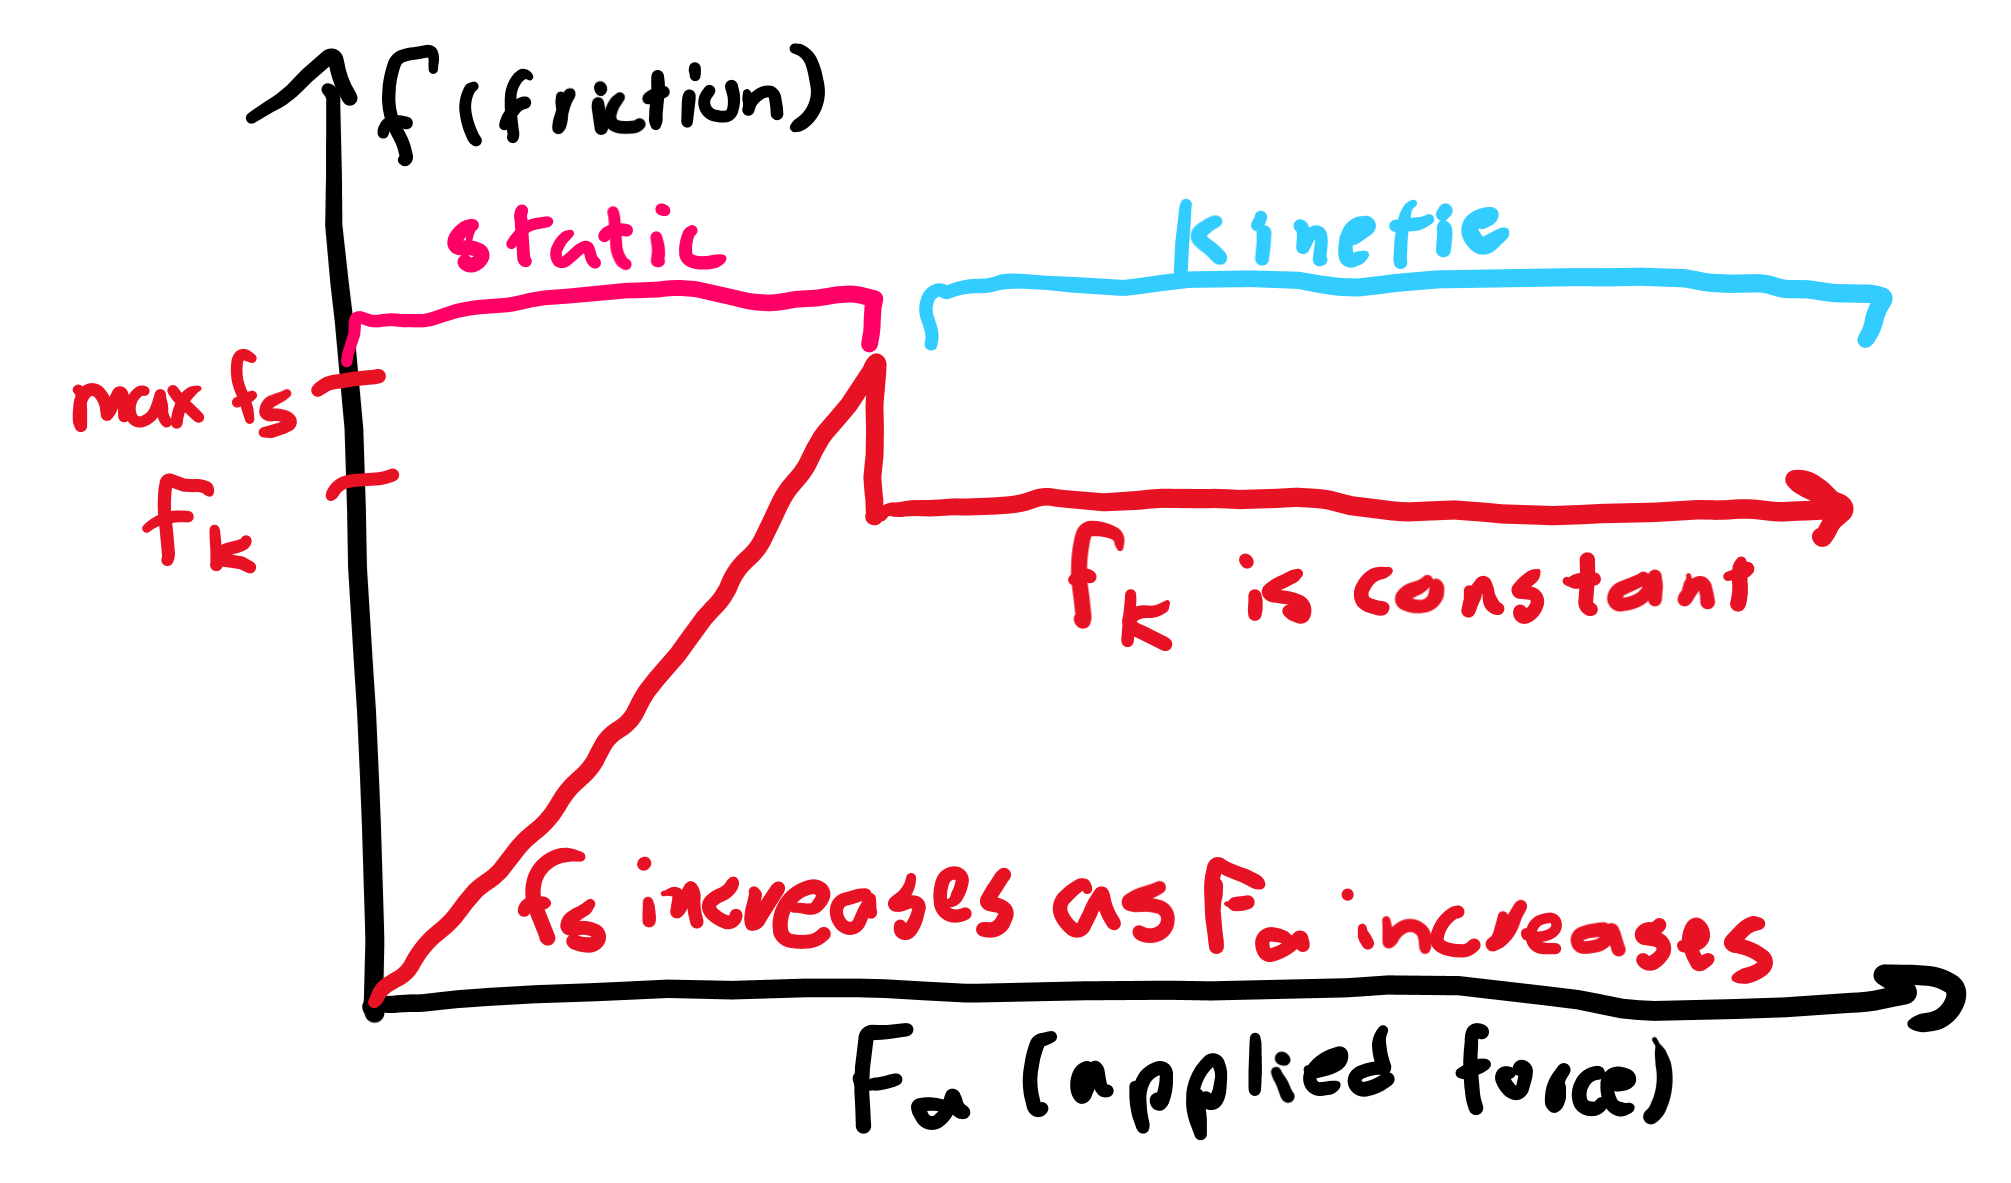 f (friction)
static
kinetic
max fs
Fk
fk is constant
fs increases as Fa increases
Fa (applied force)